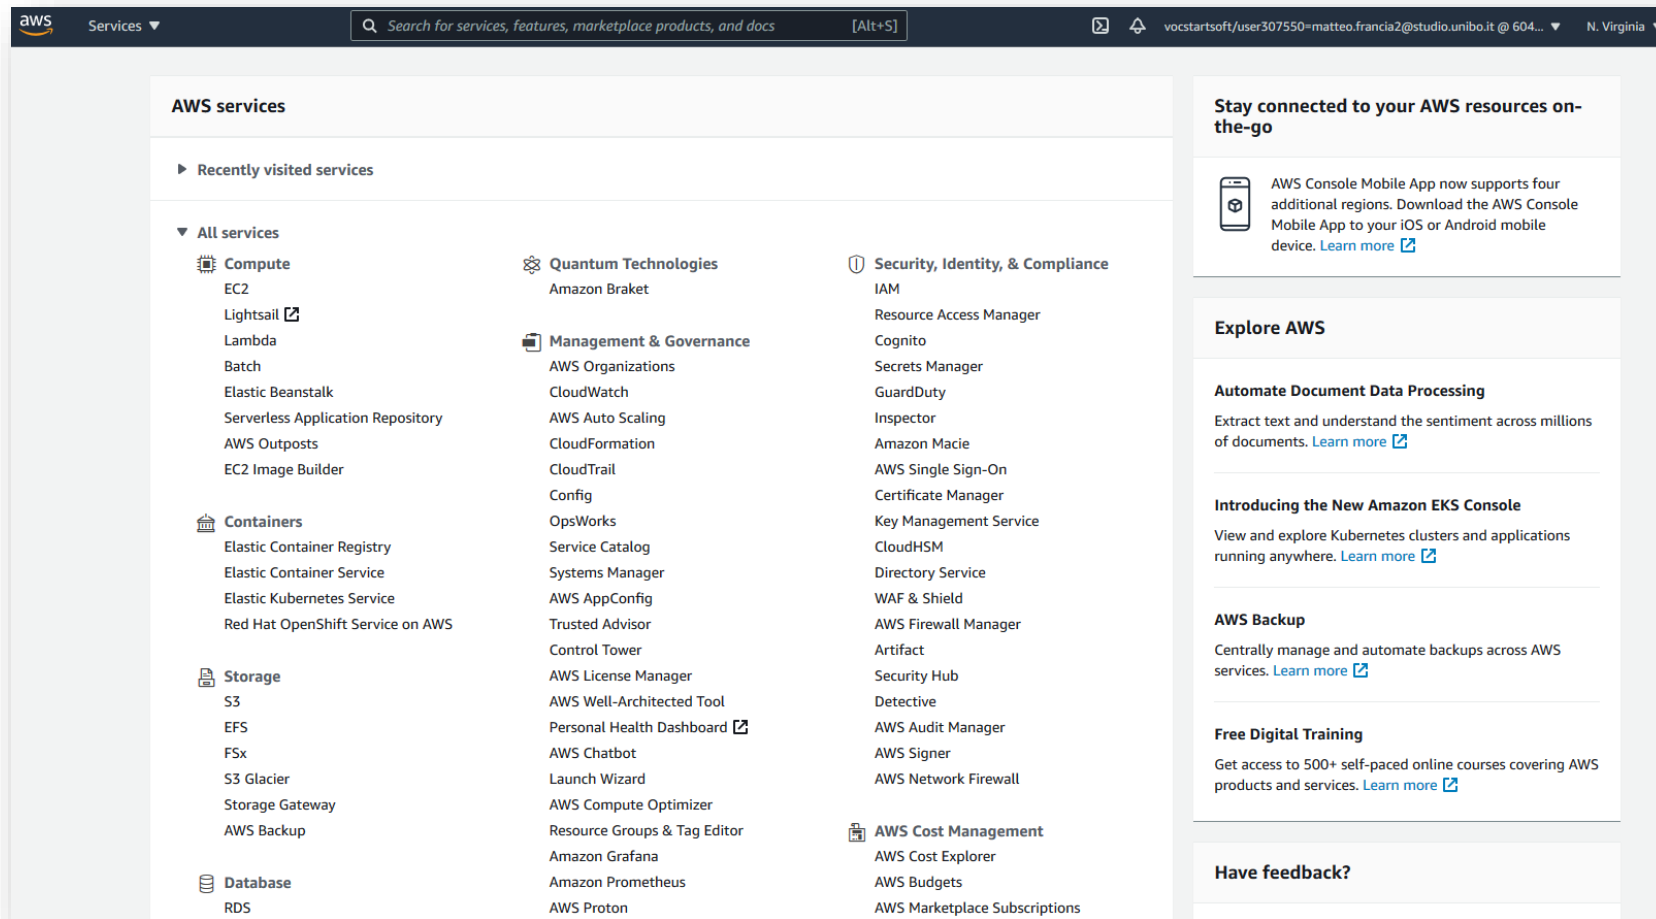 aws
Services
Search for services, features, marketplace products, and docs
[Alt+S]
vocstartsoft/user307550=matteo.francia2@studio.unibo.it @ 604...
N. Virginia
AWS services
Recently visited services
All services
Compute
EC2
Lightsail
Lambda
Batch
Elastic Beanstalk
Serverless Application Repository
AWS Outposts
EC2 Image Builder
Containers
Elastic Container Registry
Elastic Container Service
Elastic Kubernetes Service
Red Hat OpenShift Service on AWS
Storage
S3
EFS
FSx
S3 Glacier
Storage Gateway
AWS Backup
Database
RDS
Quantum Technologies
Amazon Braket
Management & Governance
AWS Organizations
CloudWatch
AWS Auto Scaling
CloudFormation
CloudTrail
Config
OpsWorks
Service Catalog
Systems Manager
AWS AppConfig
Trusted Advisor
Control Tower
AWS License Manager
AWS Well-Architected Tool
Personal Health Dashboard
AWS Chatbot
Launch Wizard
AWS Compute Optimizer
Resource Groups & Tag Editor
Amazon Grafana
Amazon Prometheus
AWS Proton
Security, Identity, & Compliance
IAM
Resource Access Manager
Cognito
Secrets Manager
GuardDuty
Inspector
Amazon Macie
AWS Single Sign-On
Certificate Manager
Key Management Service
CloudHSM
Directory Service
WAF & Shield
AWS Firewall Manager
Artifact
Security Hub
Detective
AWS Audit Manager
AWS Signer
AWS Network Firewall
AWS Cost Management
AWS Cost Explorer
AWS Budgets
AWS Marketplace Subscriptions
Stay connected to your AWS resources on-
the-go
AWS Console Mobile App now supports four
additional regions. Download the AWS Console
Mobile App to your iOS or Android mobile
device. Learn more
Explore AWS
Automate Document Data Processing
Extract text and understand the sentiment across millions
of documents. Learn more
Introducing the New Amazon EKS Console
View and explore Kubernetes clusters and applications
running anywhere. Learn more
AWS Backup
Centrally manage and automate backups across AWS
services. Learn more
Free Digital Training
Get access to 500+ self-paced online courses covering AWS
products and services. Learn more
Have feedback?